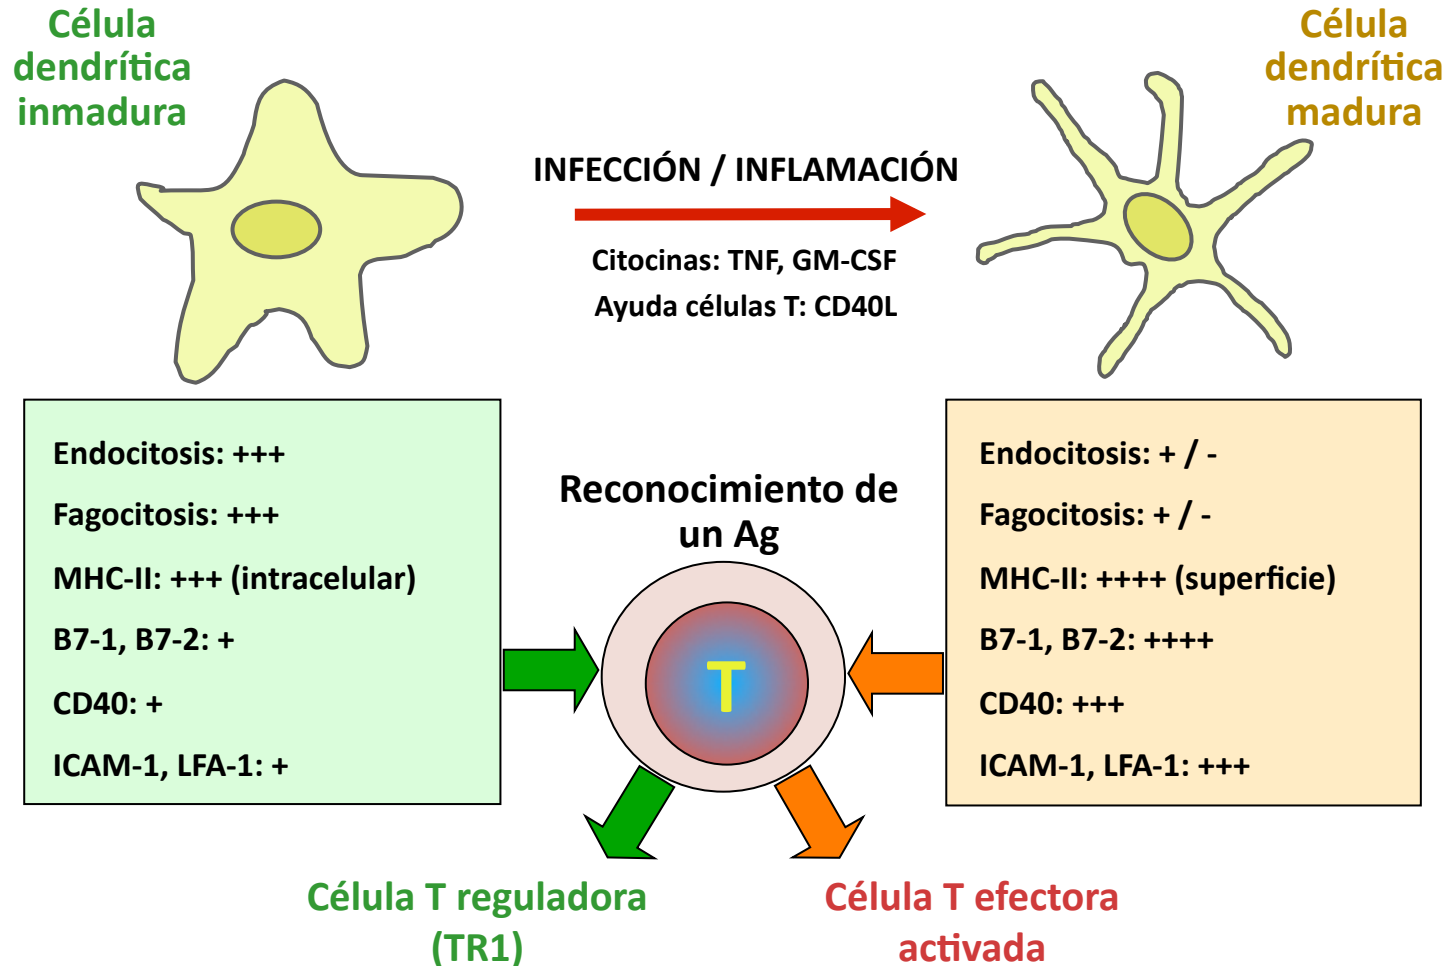 Célula
dendrítica
inmadura
INFECCIÓN / INFLAMACIÓN
Citocinas: TNF, GM-CSF
Ayuda células T: CD40L
Célula
dendrítica
madura
Endocitosis: +++
Fagocitosis: +++
MHC-II: +++ (intracelular)
B7-1, B7-2: +
CD40: +
ICAM-1, LFA-1: +
Reconocimiento de
un Ag
T
Endocitosis: + / -
Fagocitosis: + / -
MHC-II: ++++ (superficie)
B7-1, B7-2: ++++
CD40: +++
ICAM-1, LFA-1: +++
Célula T reguladora
(TR1)
Célula T efectora
activada